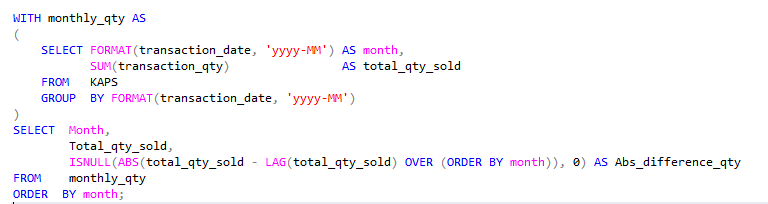 WITH monthly_qty AS
(
    SELECT FORMAT(transaction_date, 'yyyy-MM') AS month,
           SUM(transaction_qty)                AS total_qty_sold
    FROM   KAPS
    GROUP  BY FORMAT(transaction_date, 'yyyy-MM')
)
SELECT  Month,
        Total_qty_sold,
        ISNULL(ABS(total_qty_sold - LAG(total_qty_sold) OVER (ORDER BY month)), 0) AS Abs_difference_qty
FROM    monthly_qty
ORDER  BY month;